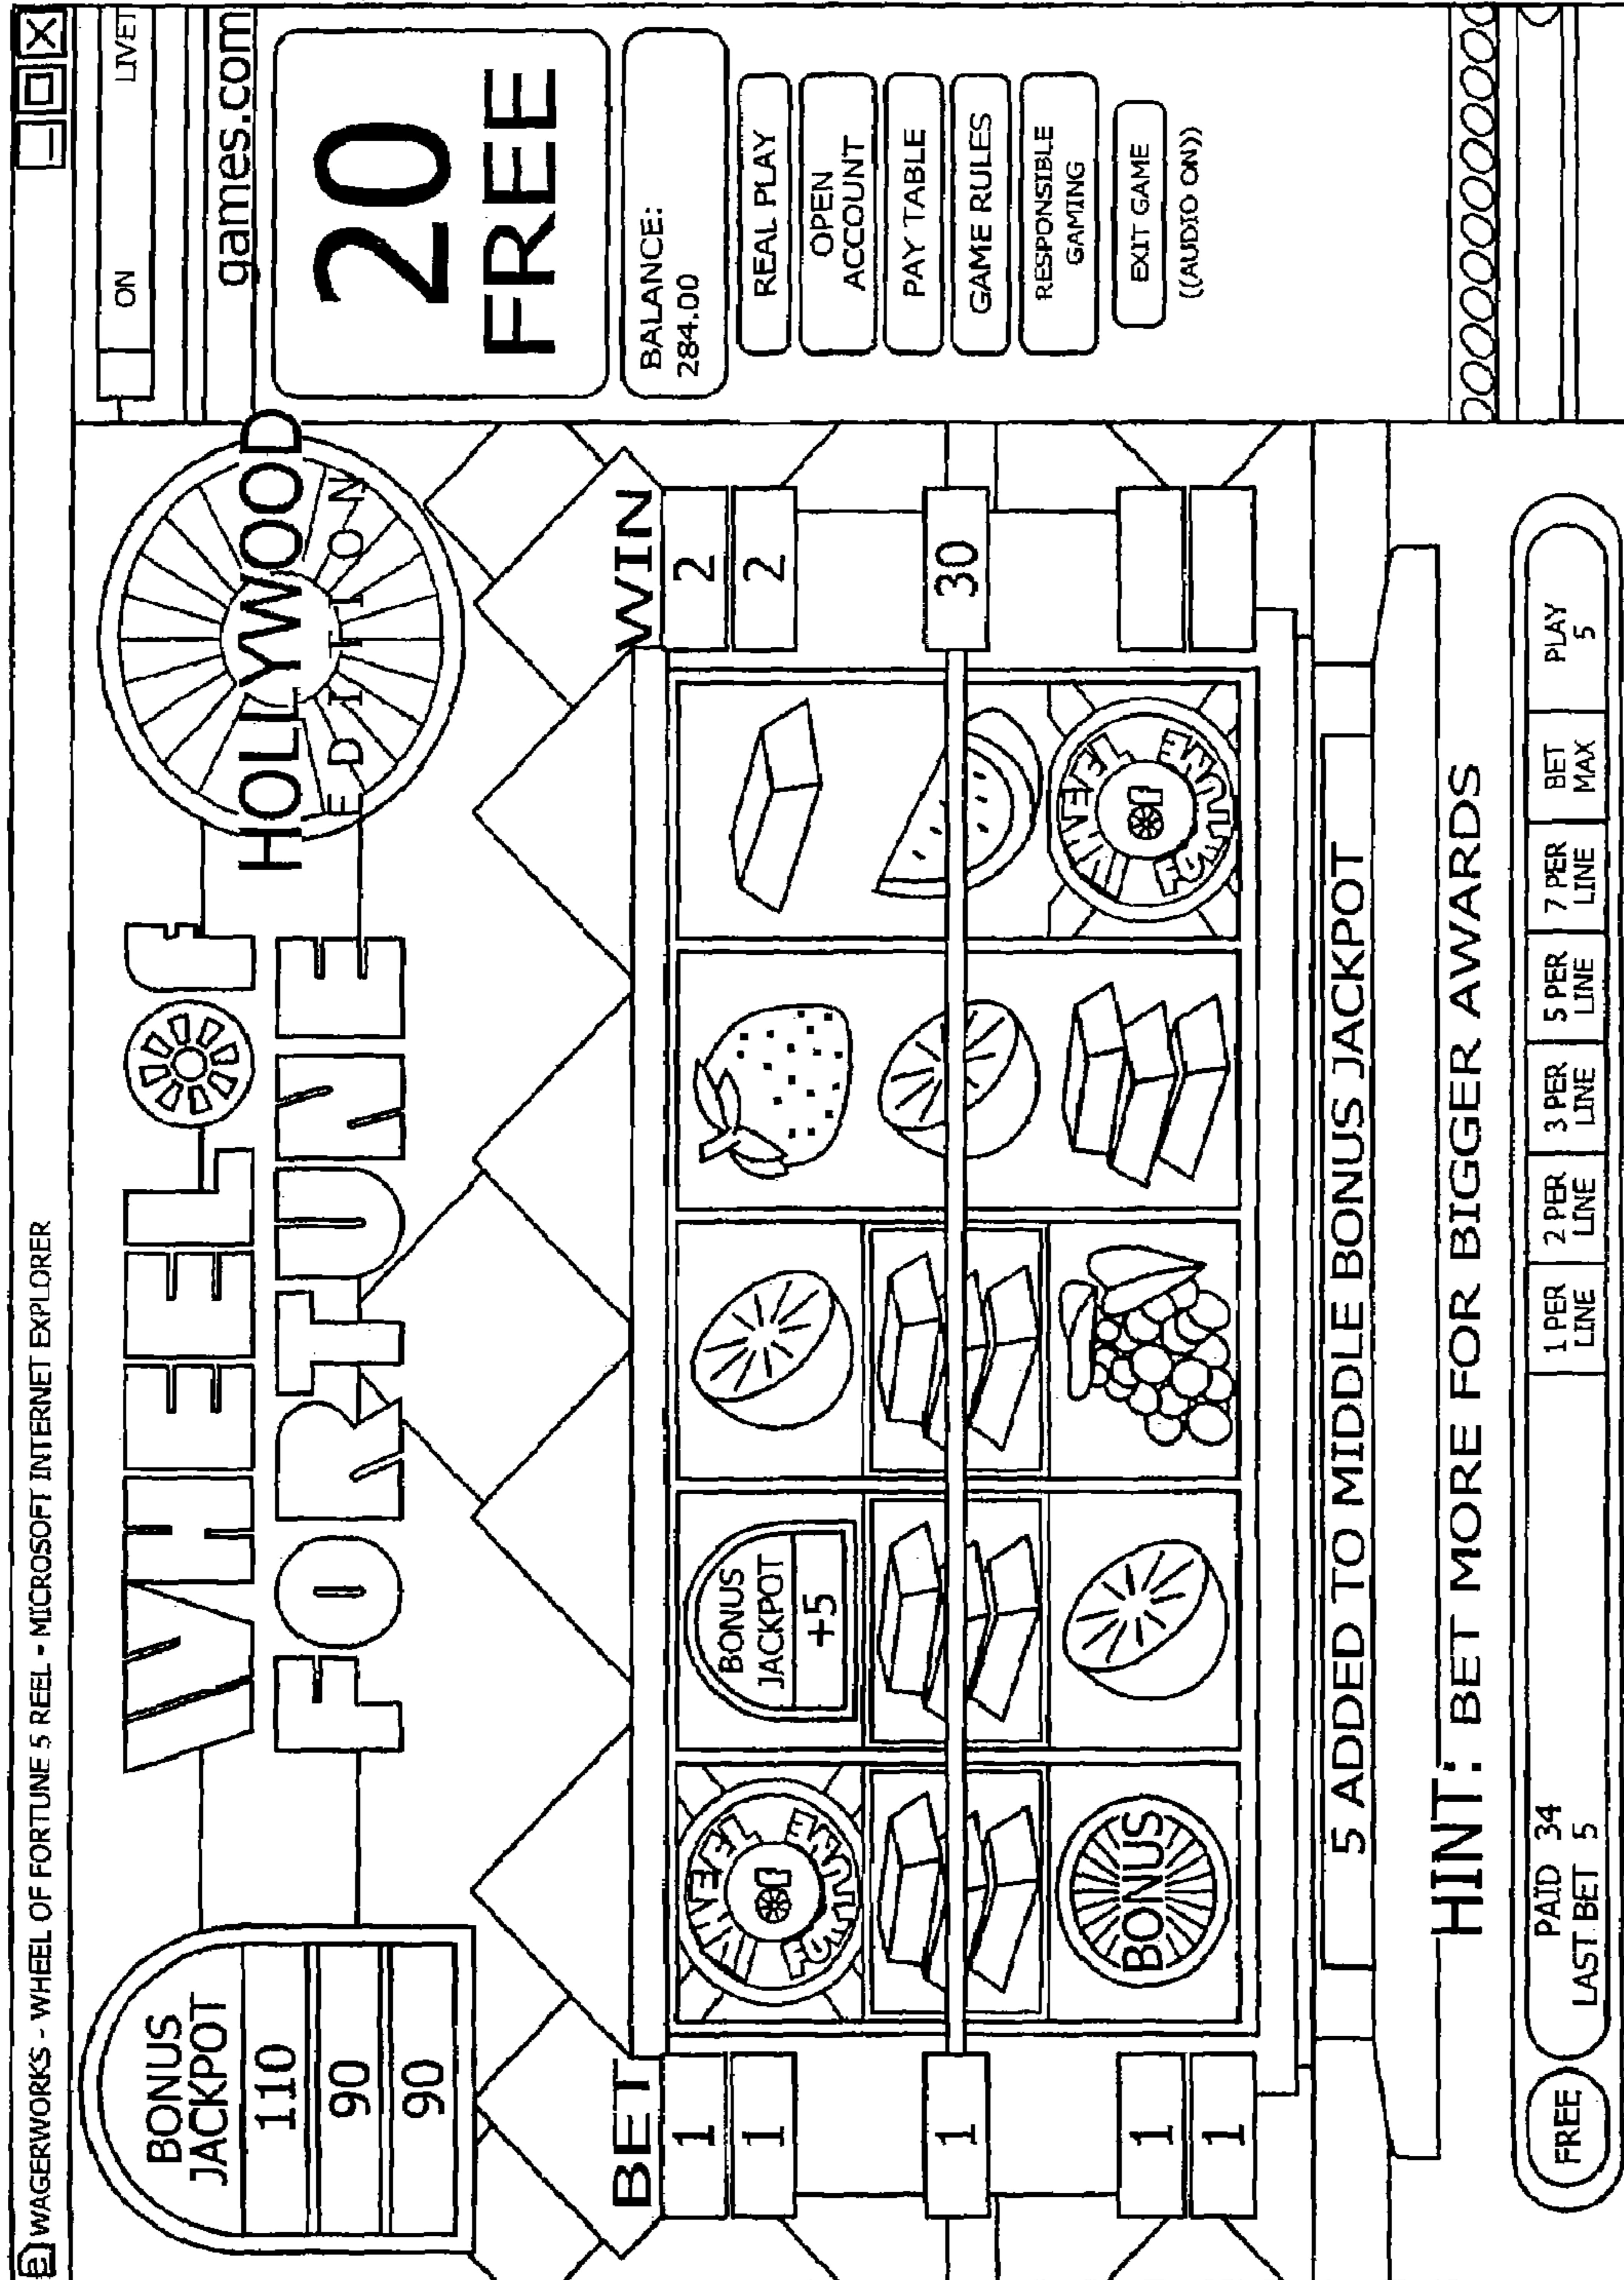 WAGERWORKS - WHEEL OF FORTUNE 5 REEL - MICROSOFT INTERNET EXPLORER
ON
LIVE
games.com
BONUS
JACKPOT
110
90
90
WHEEL OF
FORTUNE
HOLLYWOOD
EDITION
20
FREE
BALANCE:
284.00
REAL PLAY
OPEN
ACCOUNT
PAY TABLE
GAME RULES
RESPONSIBLE
GAMING
EXIT GAME
((AUDIO ON))
BET
WIN
1
1
1
1
1
2
2
30
WHEEL
OF
FORTUNE
BONUS
JACKPOT
+5
BONUS
WHEEL
OF
FORTUNE
5 ADDED TO MIDDLE BONUS JACKPOT
HINT: BET MORE FOR BIGGER AWARDS
FREE
PAID 34
LAST BET 5
1 PER
LINE
2 PER
LINE
3 PER
LINE
5 PER
LINE
7 PER
LINE
BET
MAX
PLAY
5